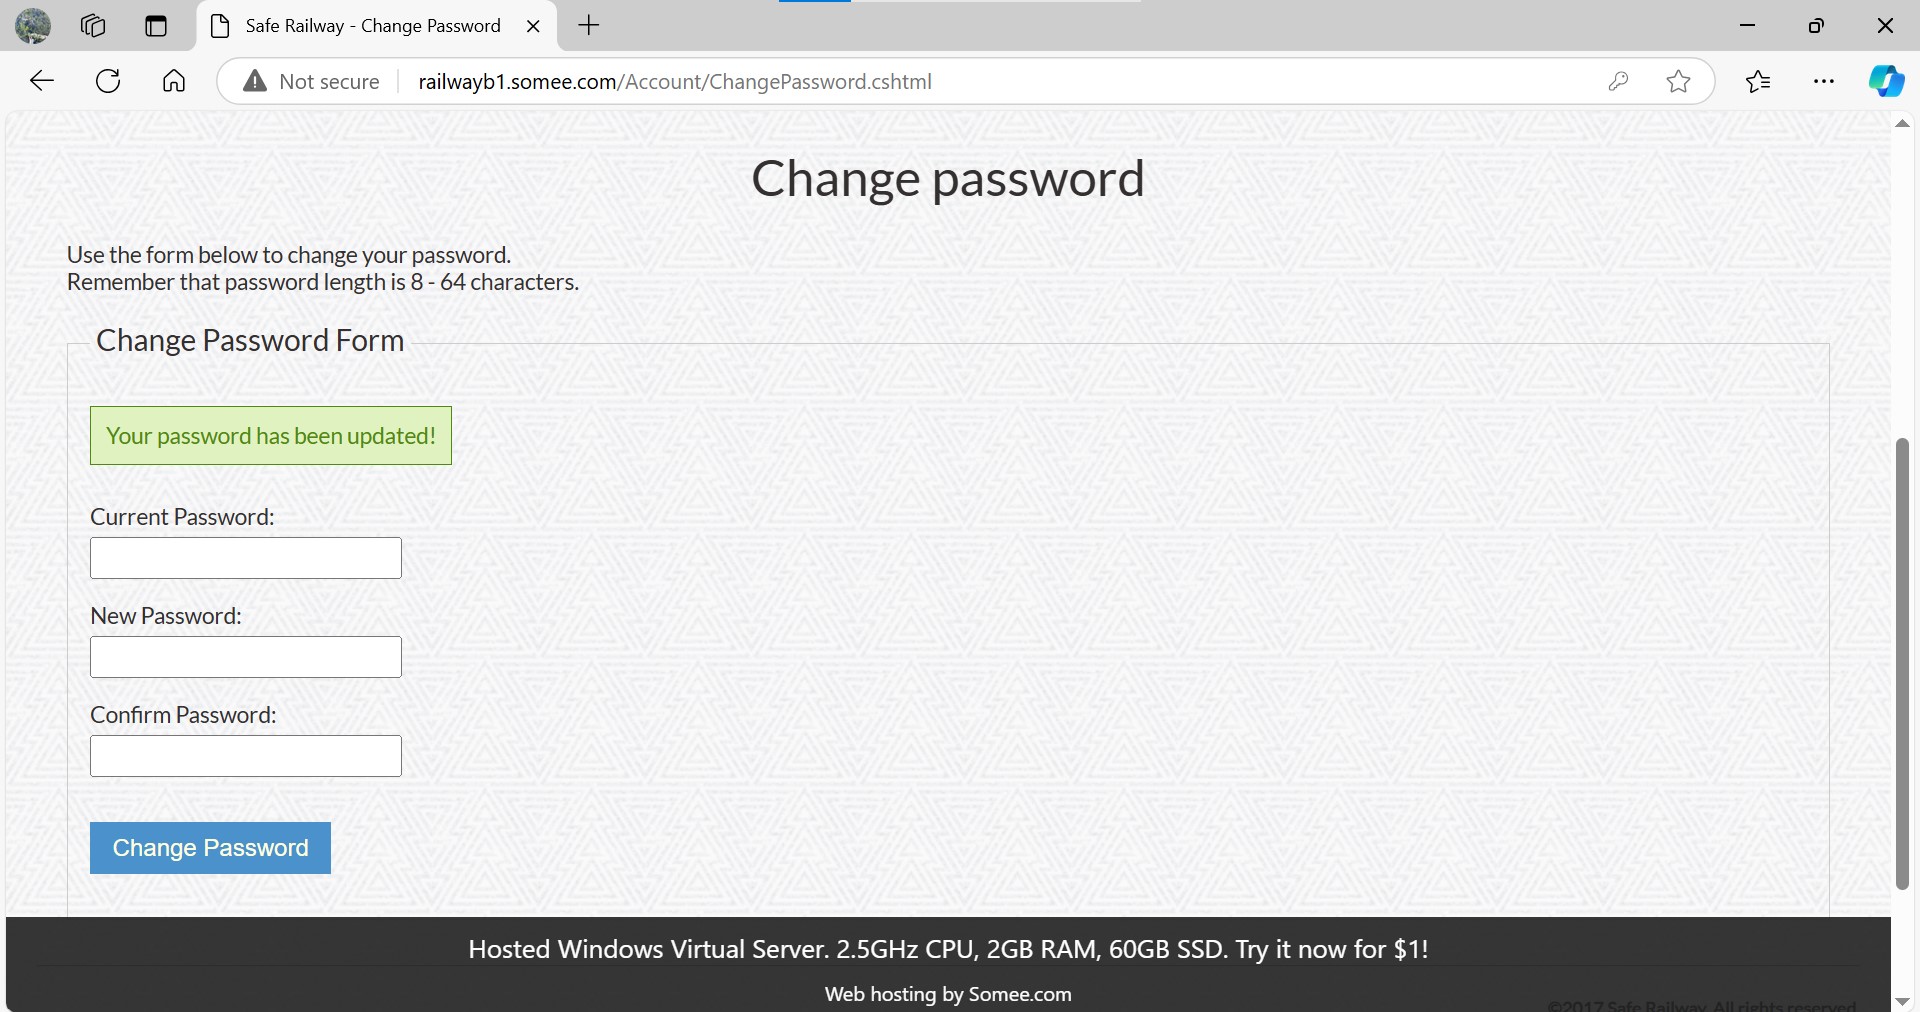 Safe Railway - Change Password
Not secure
railwayb1.somee.com/Account/ChangePassword.cshtml
Change password
Use the form below to change your password.
Remember that password length is 8 - 64 characters.
Change Password Form
Your password has been updated!
Current Password:
New Password:
Confirm Password:
Change Password
Hosted Windows Virtual Server. 2.5GHz CPU, 2GB RAM, 60GB SSD. Try it now for $1!
Web hosting by Somee.com
©2017 Safe Railway. All rights reserved